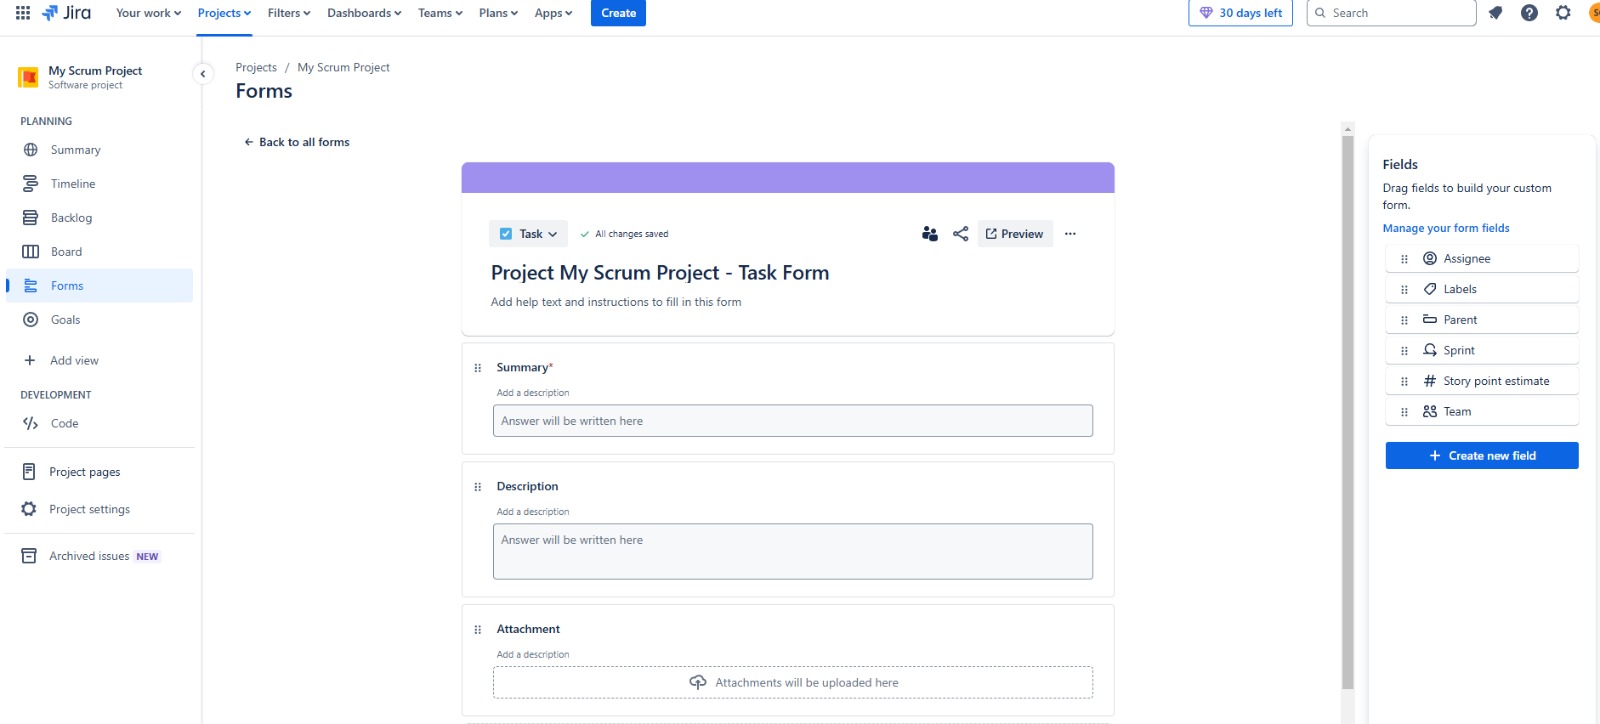 Jira
Your work
Projects
Filters
Dashboards
Teams
Plans
Apps
Create
30 days left
Search
My Scrum Project
Software project
PLANNING
Summary
Timeline
Backlog
Board
Forms
Goals
Add view
DEVELOPMENT
Code
Project pages
Project settings
Archived issues NEW
Projects / My Scrum Project
Forms
Back to all forms
Task
All changes saved
Preview
Project My Scrum Project - Task Form
Add help text and instructions to fill in this form
Summary*
Add a description
Answer will be written here
Description
Add a description
Answer will be written here
Attachment
Add a description
Attachments will be uploaded here
Fields
Drag fields to build your custom
form.
Manage your form fields
Assignee
Labels
Parent
Sprint
Story point estimate
Team
Create new field